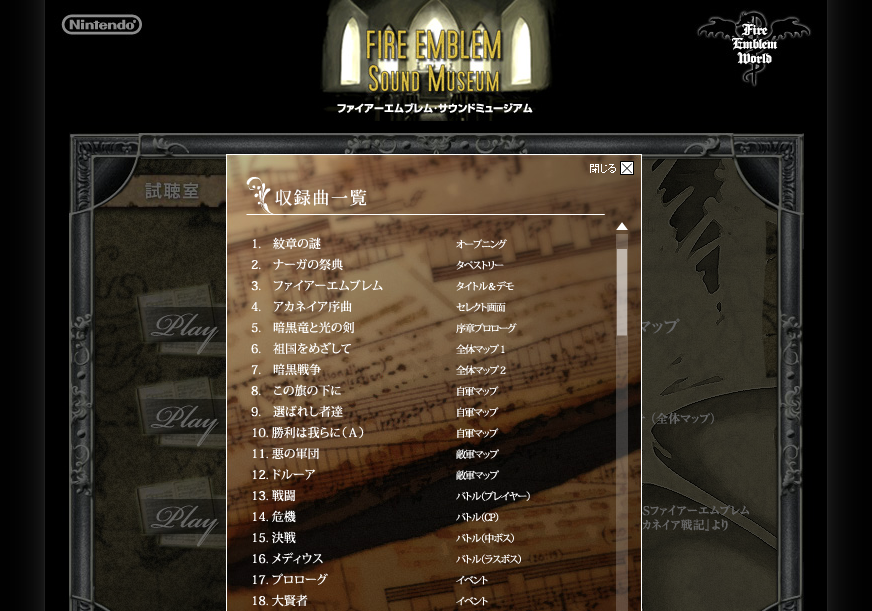 Nintendo
FIRE EMBLEM
SOUND MUSEUM
ファイアーエムブレム・サウンドミュージアム
Fire
Emblem
World
閉じる
試聴室
収録曲一覧
1. 紋章の謎 オープニング
2. ナーガの祭典 タペストリー
3. ファイアーエムブレム タイトル&デモ
4. アカネイア序曲 セレクト画面
5. 暗黒竜と光の剣 序章プロローグ
6. 祖国をめざして 全体マップ1
7. 暗黒戦争 全体マップ2
8. この旗の下に 自軍マップ
9. 選ばれし者達 自軍マップ
10. 勝利は我らに(A) 自軍マップ
11. 悪の軍団 敵軍マップ
12. ドルーア 敵軍マップ
13. 戦闘 バトル(プレイヤー)
14. 危機 バトル(CP)
15. 決戦 バトル(中ボス)
16. メディウス バトル(ラスボス)
17. プロローグ イベント
18. 大賢者 イベント
Play
マップ
Play
(全体マップ)
Play
Sファイアーエムブレム
カネイア戦記」より